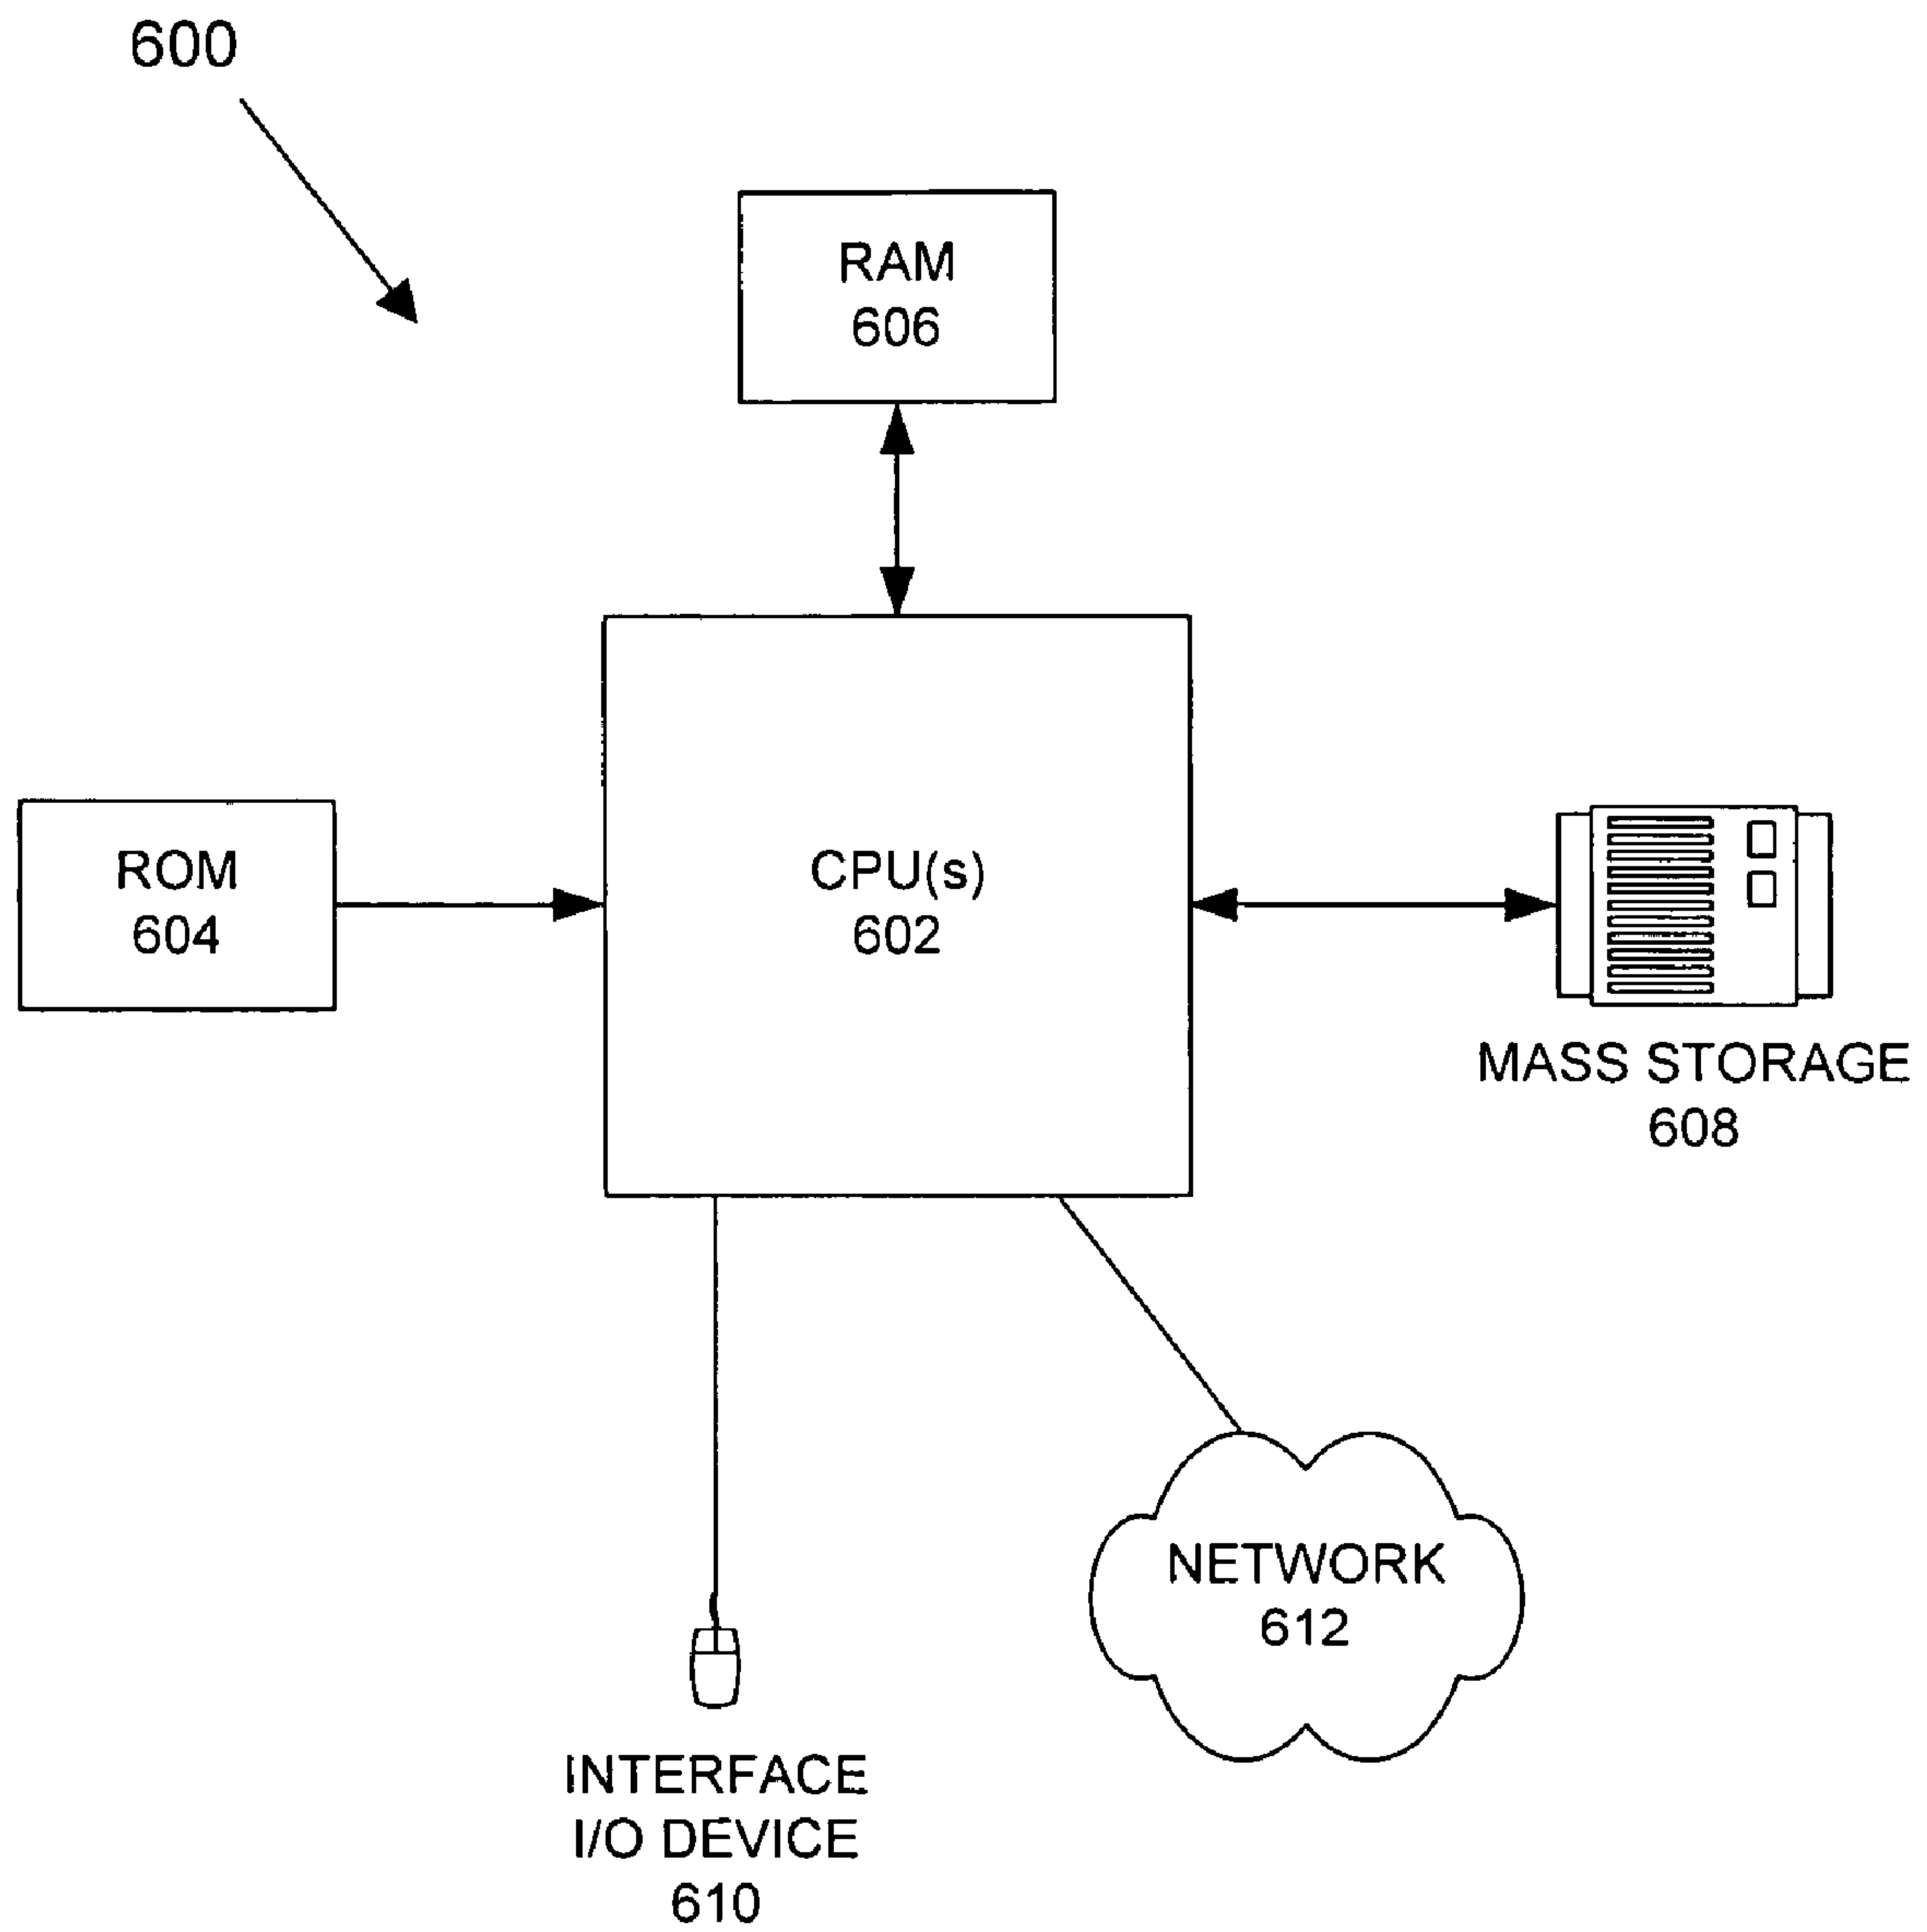 600
RAM
606
ROM
604
CPU(s)
602
MASS STORAGE
608
NETWORK
612
INTERFACE
I/O DEVICE
610